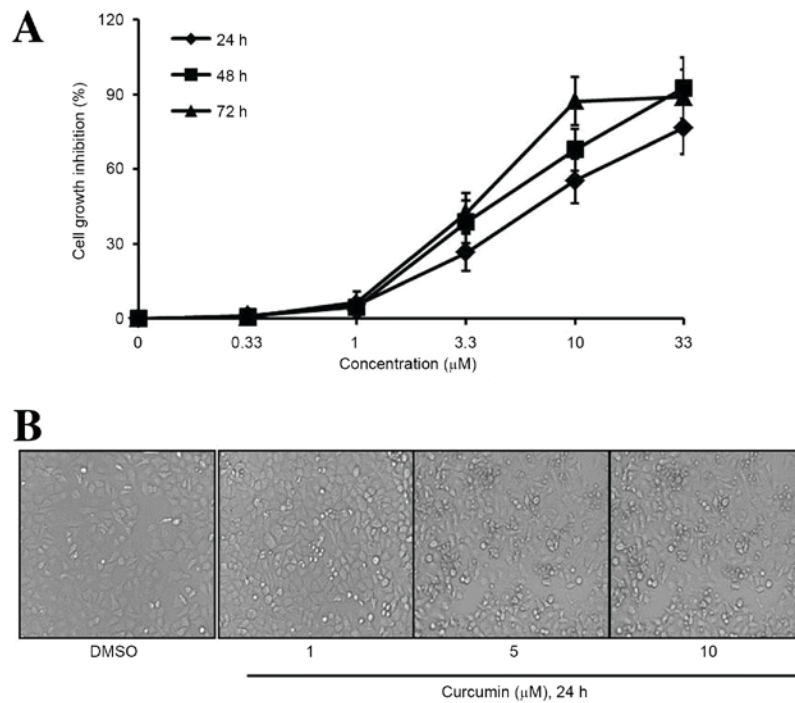 A
120
90
60
30
0
Cell growth inhibition (%)
24 h
48 h
72 h
0 0.33 1 3.3 10 33
Concentration (μM)
B
DMSO 1 5 10
Curcumin (μM), 24 h